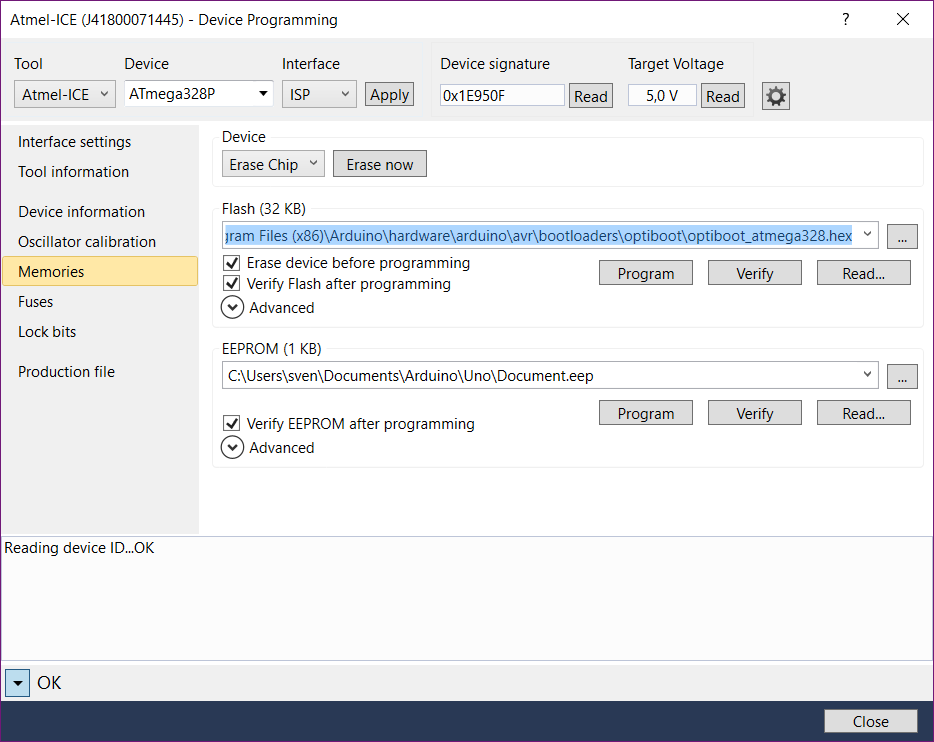 Atmel-ICE (J41800071445) - Device Programming ?
Tool Device Interface Device signature Target Voltage
Atmel-ICE ATmega328P ISP Apply 0x1E950F Read 5,0 V Read
Interface settings
Tool information
Device information
Oscillator calibration
Memories
Fuses
Lock bits
Production file
Device
Erase Chip Erase now
Flash (32 KB)
gram Files (x86)\Arduino\hardware\arduino\avr\bootloaders\optiboot\optiboot_atmega328.hex ...
Erase device before programming
Verify Flash after programming
Program Verify Read...
Advanced
EEPROM (1 KB)
C:\Users\sven\Documents\Arduino\Uno\Document.eep ...
Program Verify Read...
Verify EEPROM after programming
Advanced
Reading device ID...OK
OK
Close